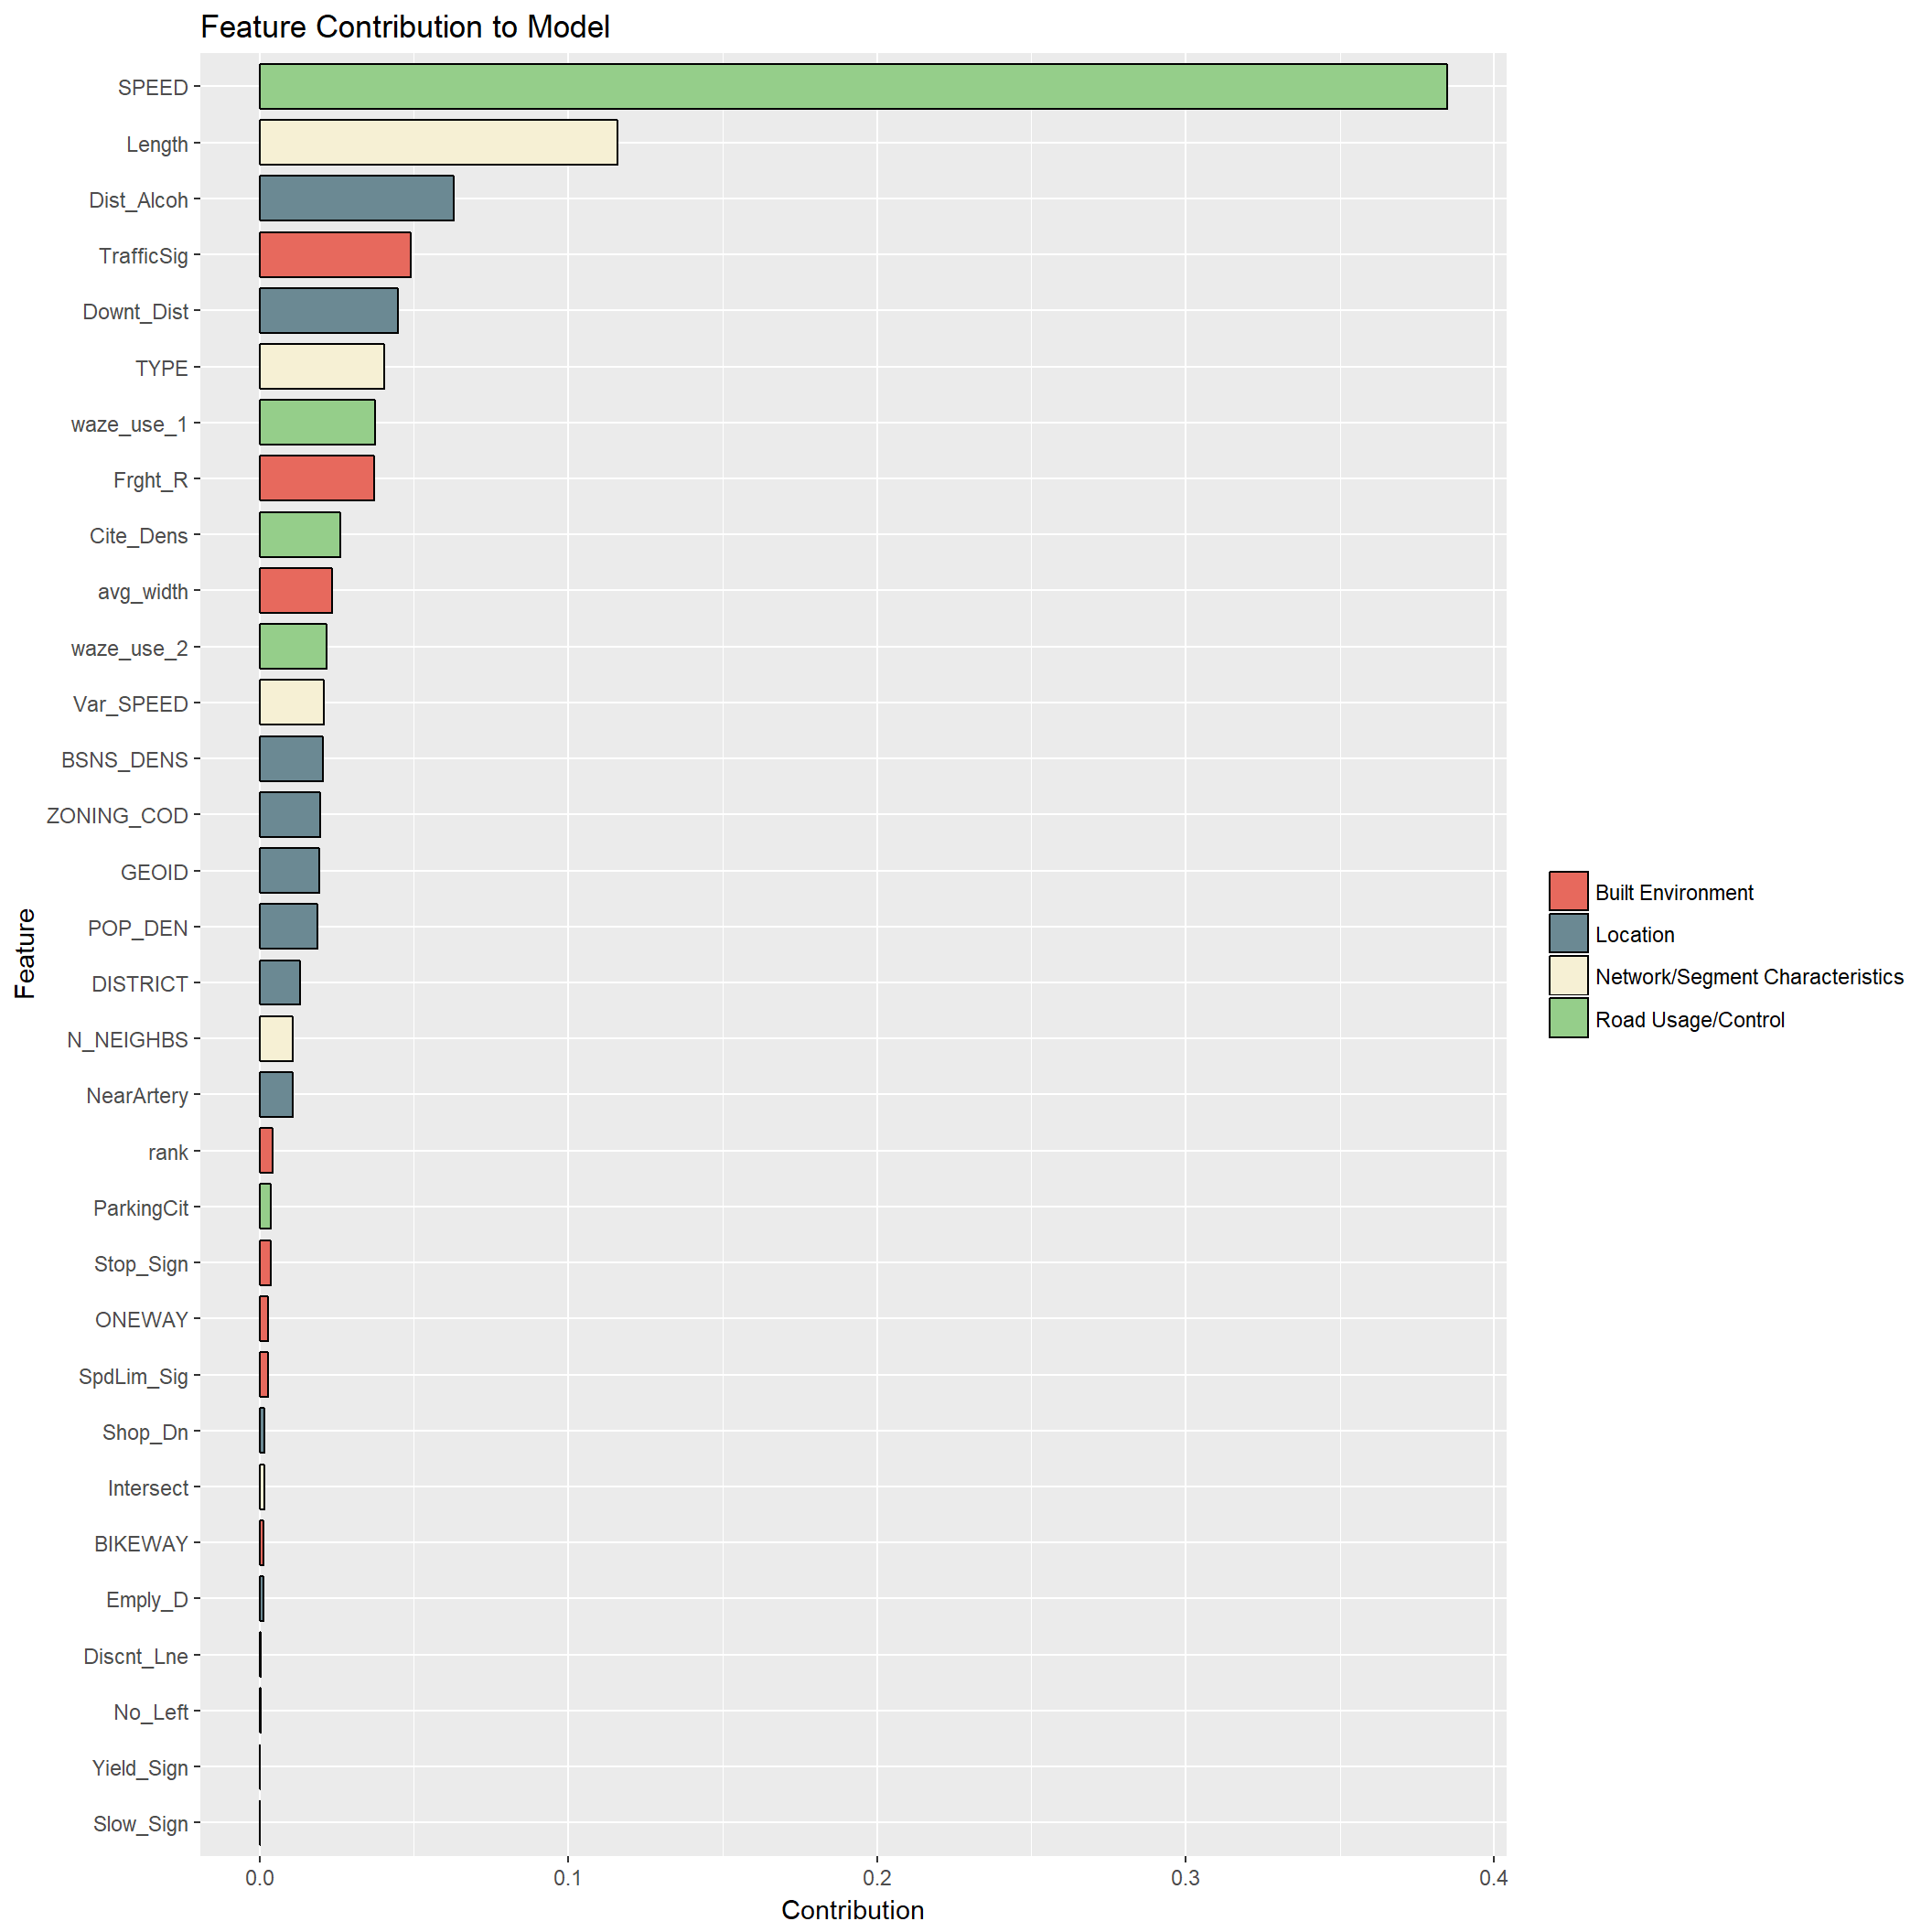 Feature Contribution to Model
SPEED
Length
Dist_Alcoh
TrafficSig
Downt_Dist
TYPE
waze_use_1
Frght_R
Cite_Dens
avg_width
waze_use_2
Var_SPEED
BSNS_DENS
ZONING_COD
GEOID
POP_DEN
DISTRICT
N_NEIGHBS
NearArtery
rank
ParkingCit
Stop_Sign
ONEWAY
SpdLim_Sig
Shop_Dn
Intersect
BIKEWAY
Emply_D
Discnt_Lne
No_Left
Yield_Sign
Slow_Sign
Feature
0.0 0.1 0.2 0.3 0.4
Contribution
Built Environment
Location
Network/Segment Characteristics
Road Usage/Control